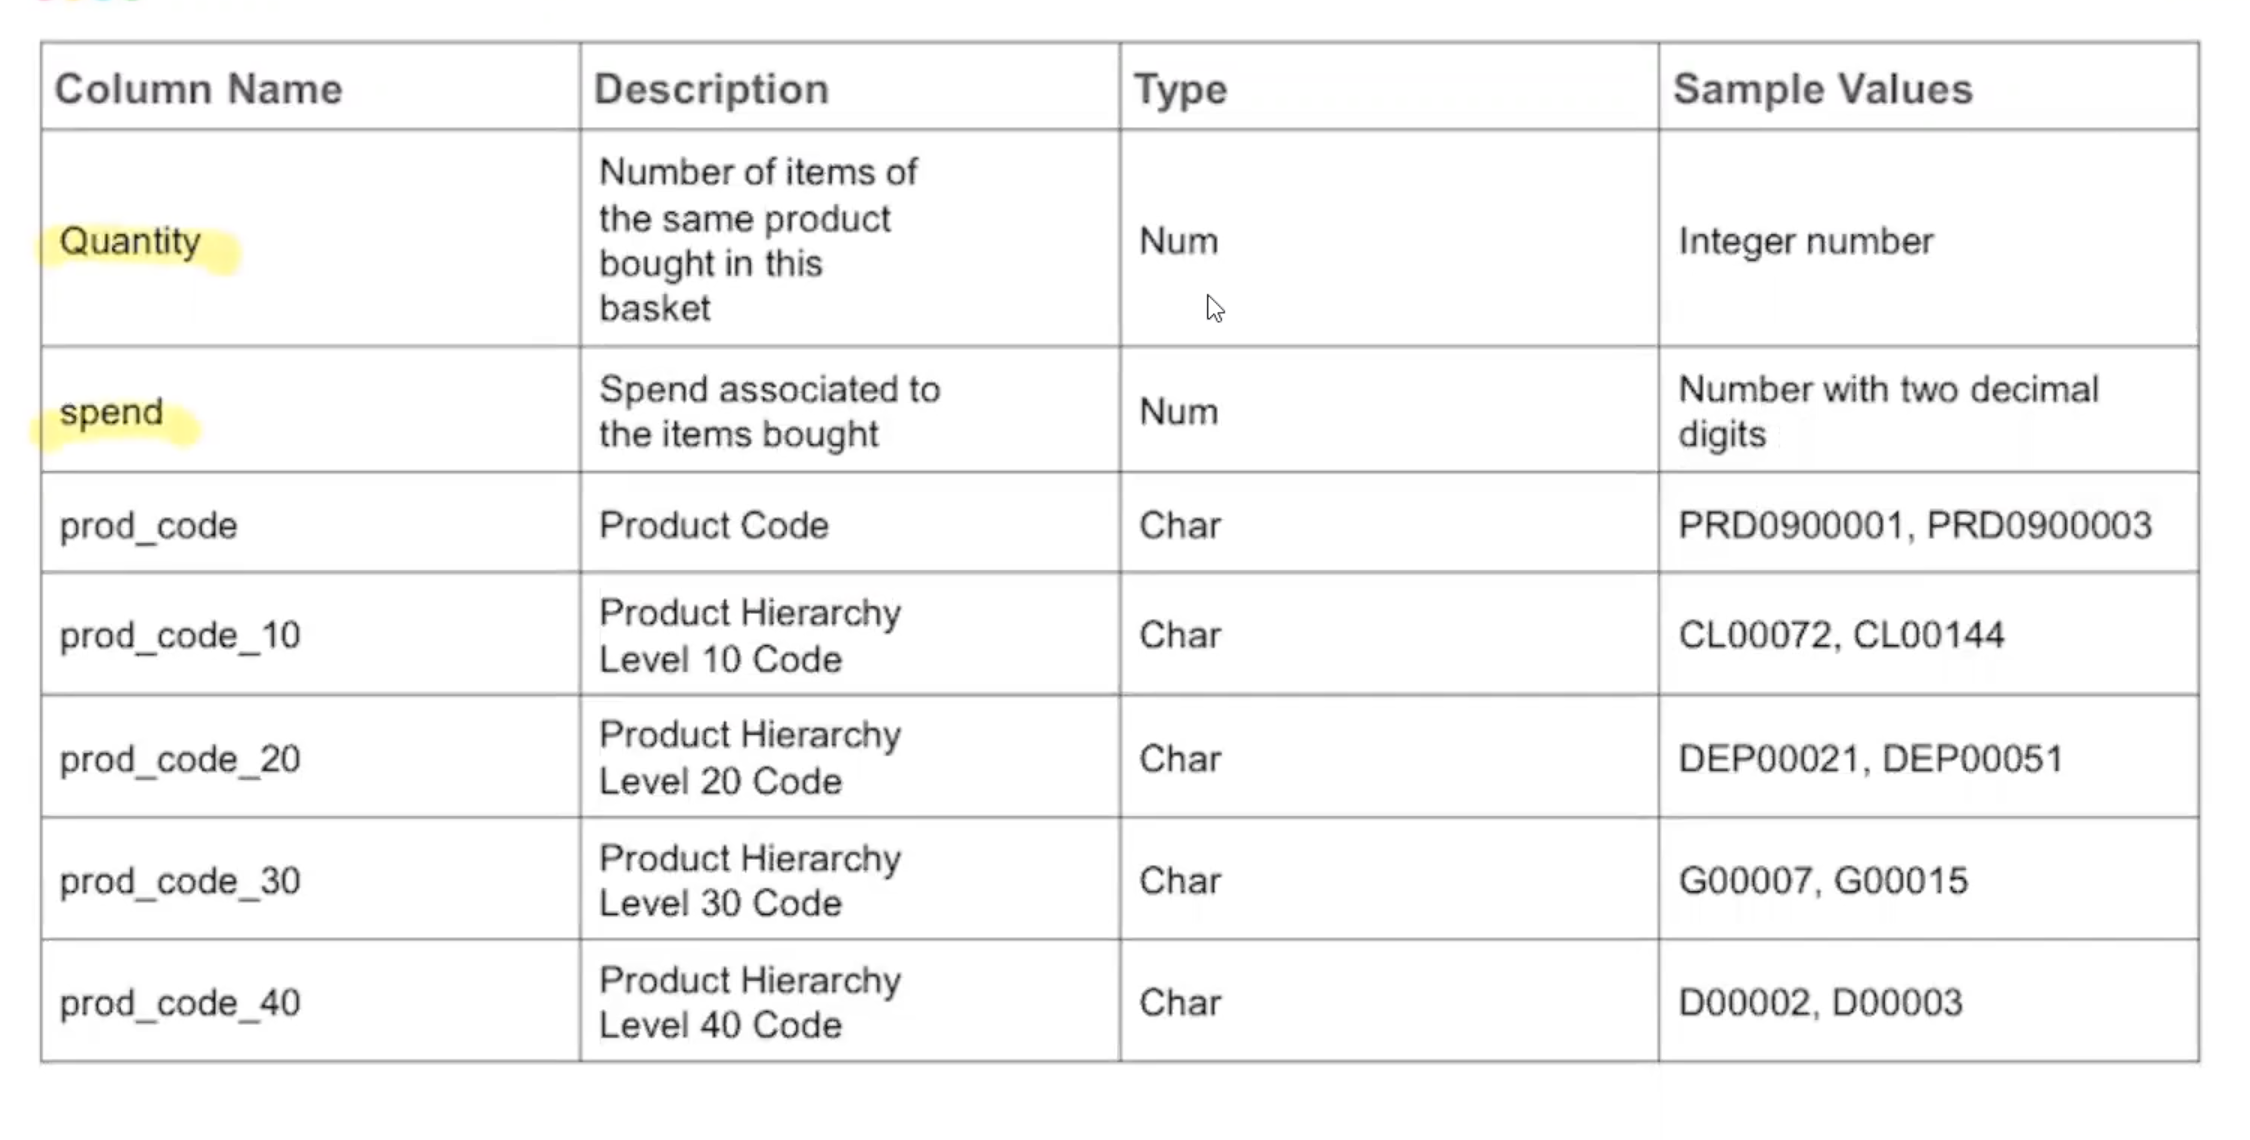 Column Name Description Type Sample Values
Number of items of
the same product
Quantity bought in this Num Integer number
basket
spend Spend associated to Num Number with two decimal
the items bought digits
prod_code Product Code Char PRD0900001, PRD0900003
prod_code_10 Product Hierarchy Char CL00072, CL00144
Level 10 Code
prod_code_20 Product Hierarchy Char DEP00021, DEP00051
Level 20 Code
prod_code_30 Product Hierarchy Char G00007, G00015
Level 30 Code
prod_code_40 Product Hierarchy Char D00002, D00003
Level 40 Code